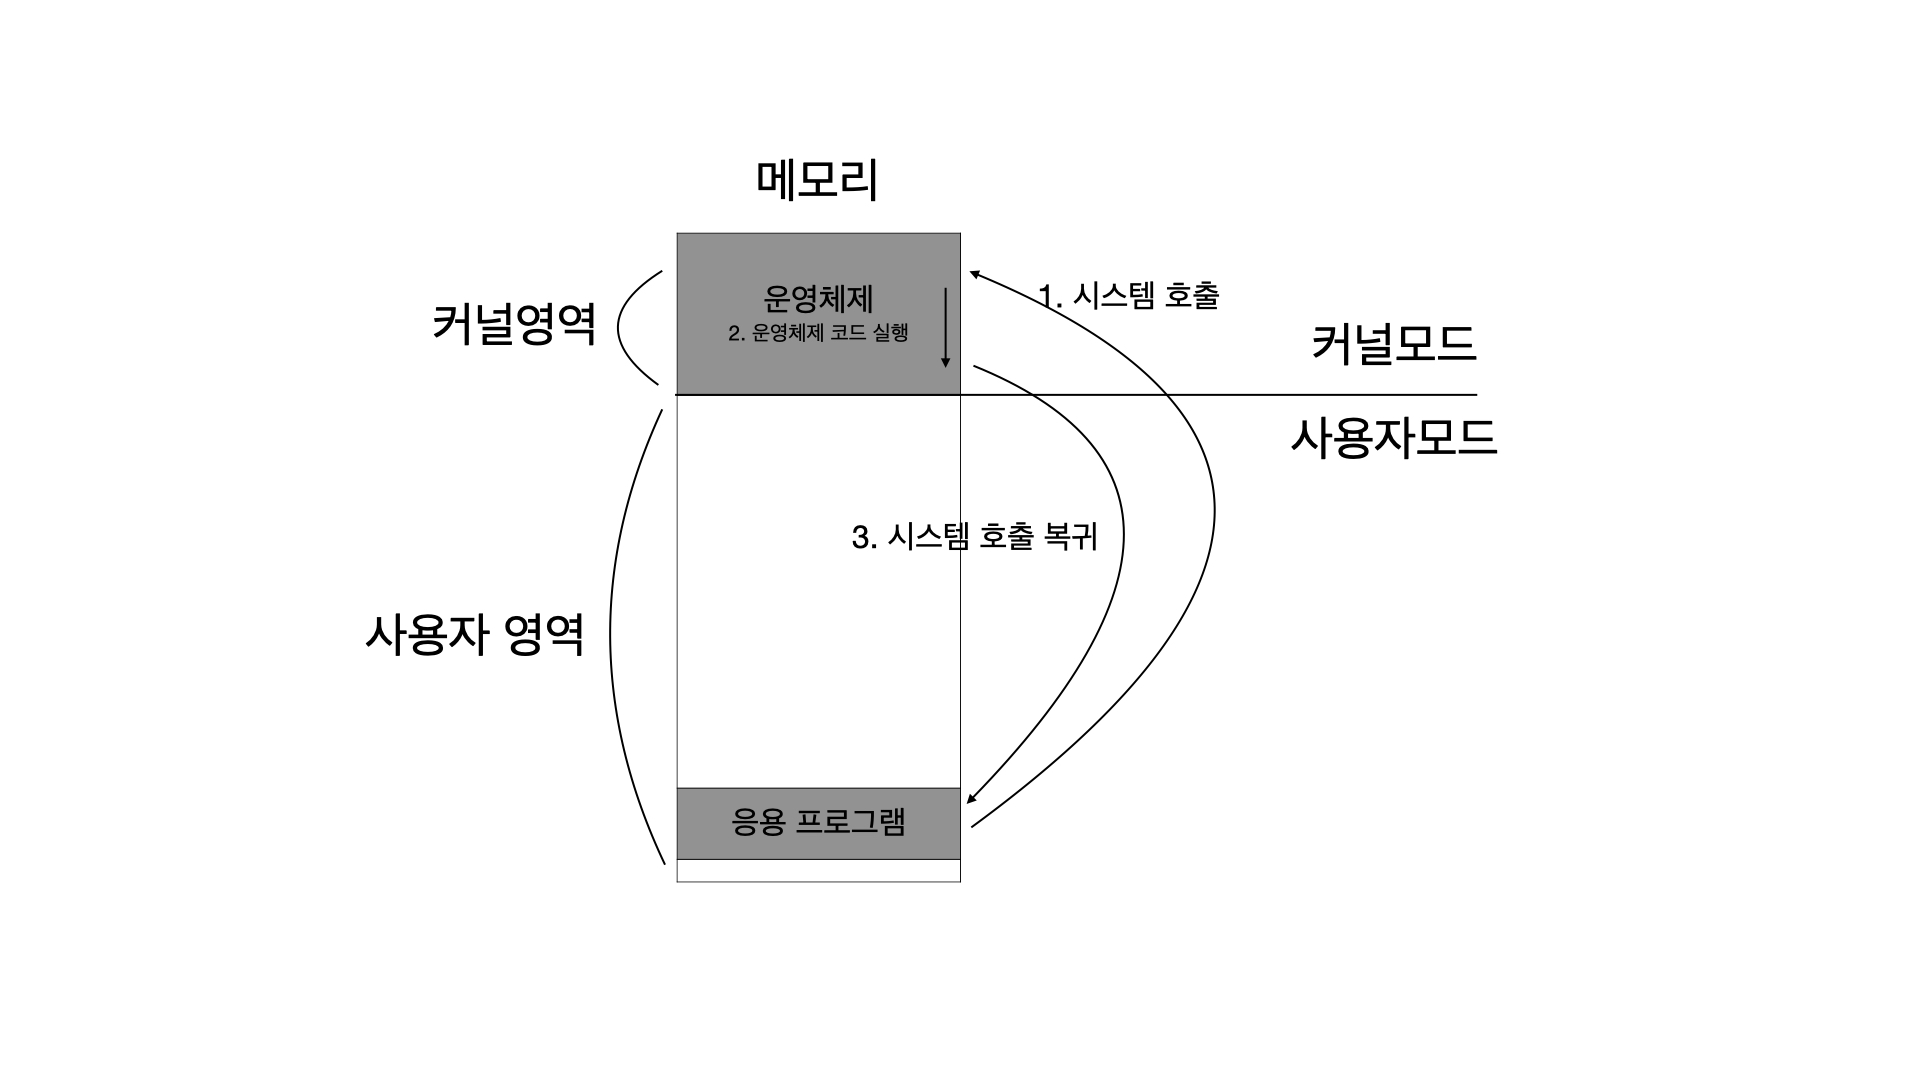 메모리
운영체제
2. 운영체제 코드 실행
커널영역
1. 시스템 호출
커널모드
사용자모드
3. 시스템 호출 복귀
사용자 영역
응용 프로그램